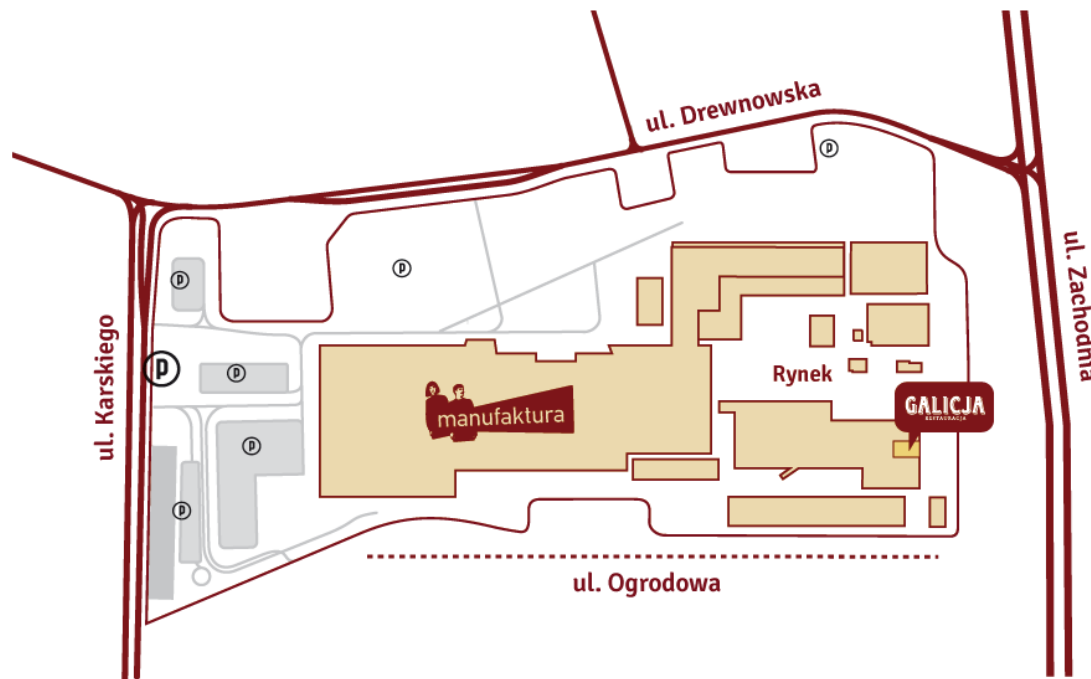 ul. Drewnowska
P
P
P
ul. Zachodnia
ul. Karskiego
P
P
Rynek
manufaktura
GALICJA
RESTAURACJA
P
P
ul. Ogrodowa